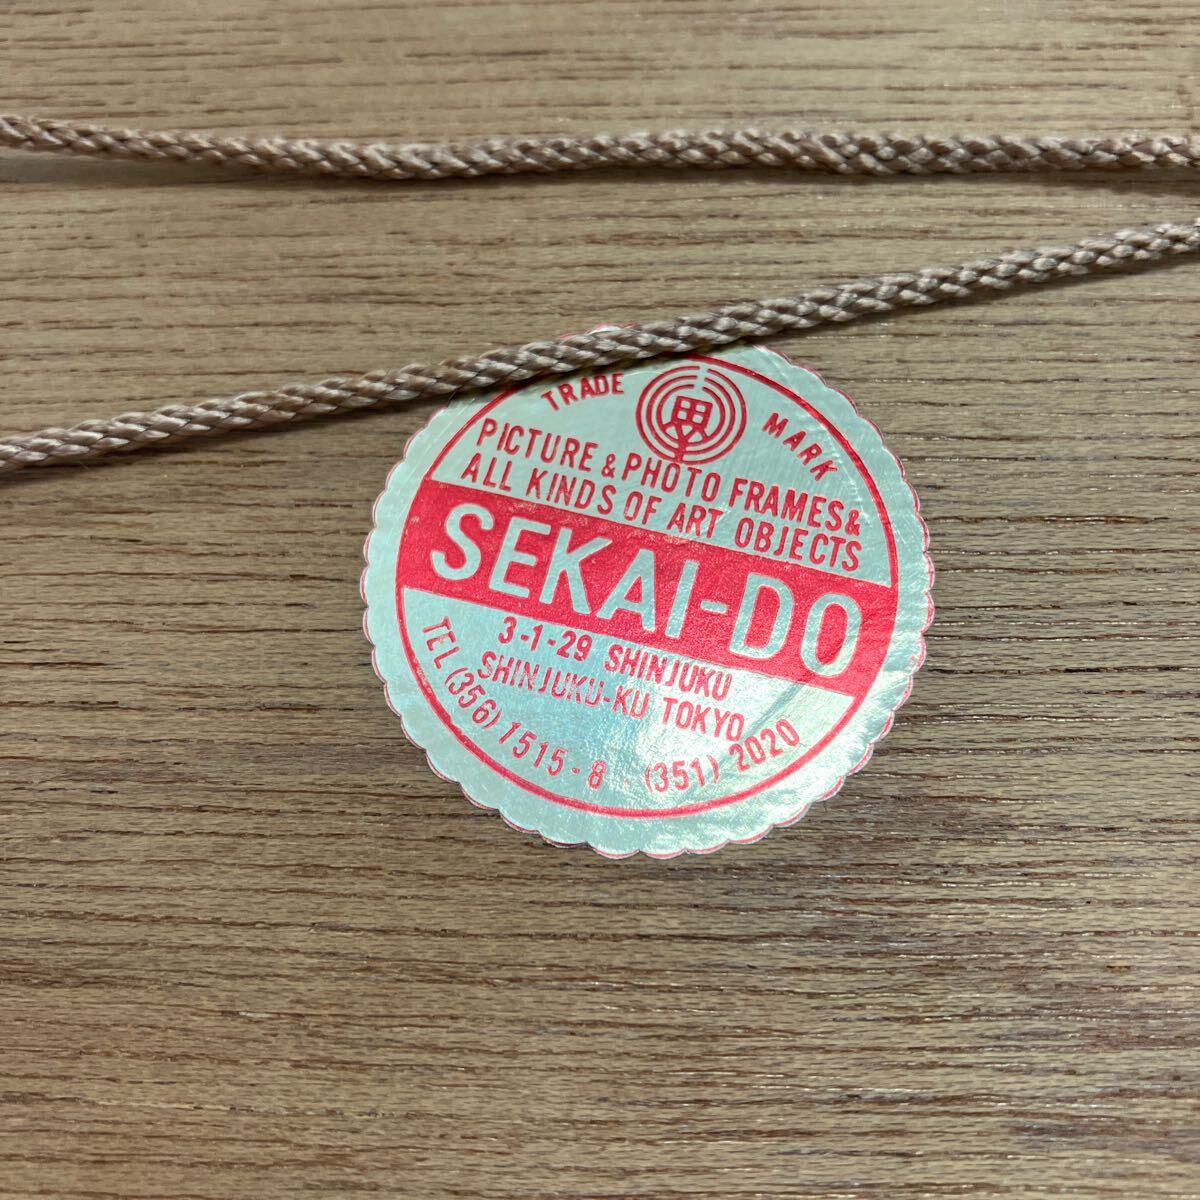 TRADE 界 MARK
PICTURE & PHOTO FRAMES &
ALL KINDS OF ART OBJECTS
SEKAI-DO
3-1-29 SHINJUKU
SHINJUKU-KU TOKYO
TEL (356) 1515-8 · (351) 2020